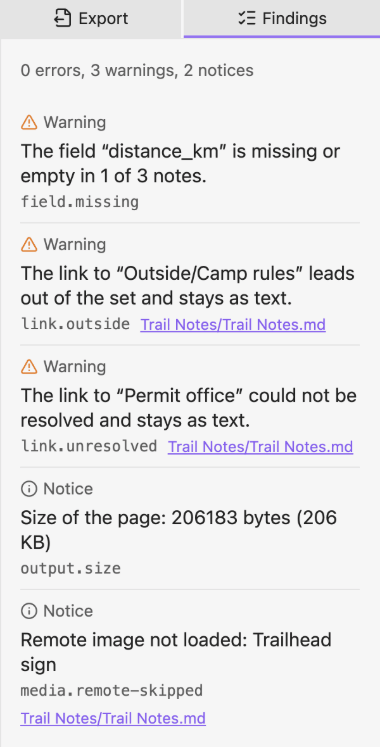 Export
Findings
0 errors, 3 warnings, 2 notices
Warning
The field “distance_km” is missing or
empty in 1 of 3 notes.
field.missing
Warning
The link to “Outside/Camp rules” leads
out of the set and stays as text.
link.outside Trail Notes/Trail Notes.md
Warning
The link to “Permit office” could not be
resolved and stays as text.
link.unresolved Trail Notes/Trail Notes.md
Notice
Size of the page: 206183 bytes (206
KB)
output.size
Notice
Remote image not loaded: Trailhead
sign
media.remote-skipped
Trail Notes/Trail Notes.md